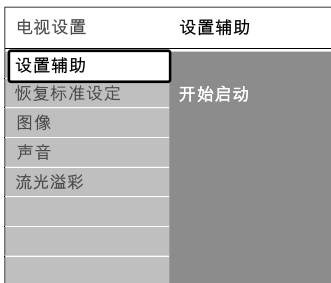 电视设置
设置辅助
设置辅助
恢复标准设定
开始启动
图像
声音
流光溢彩